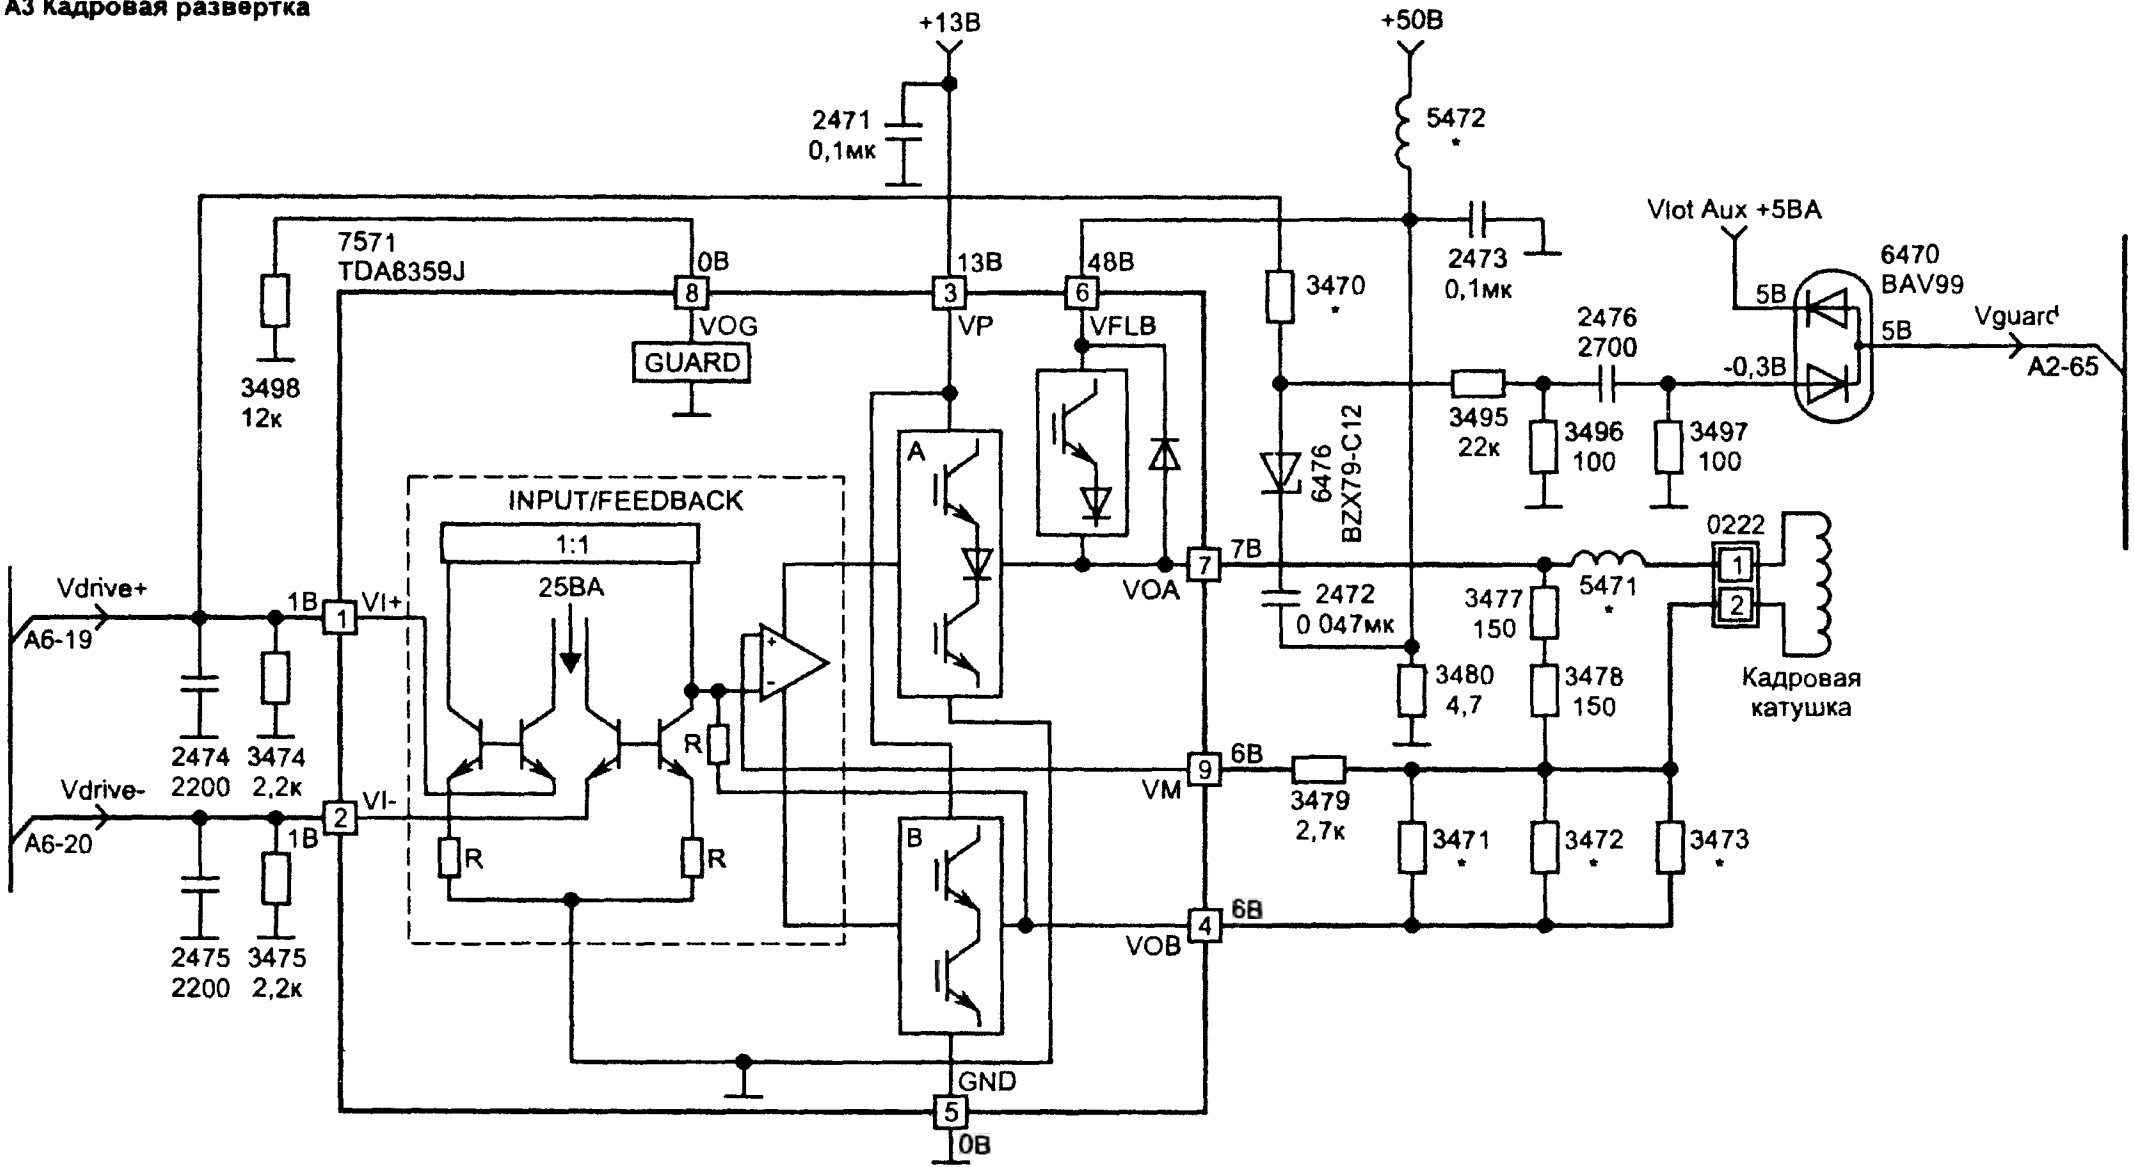 А3 Кадровая развертка
+13В
+50В
2471
0,1мк
5472
*
Vlot Aux +5ВА
7571
TDA8359J
0В
13В
48В
8
3
6
VOG
VP
VFLB
GUARD
3498
12к
3470
*
2473
0,1мк
6470
BAV99
5В
5В
-0,3В
Vguard
A2-65
2476
2700
3495
22к
3496
100
3497
100
6476
BZX79-C12
A
INPUT/FEEDBACK
1:1
25ВА
Vdrive+
A6-19
1В
1
VI+
7
7В
VOA
2472
0 047мк
3477
150
5471
*
0222
1
2
Кадровая
катушка
3480
4,7
3478
150
+
-
R
2474
2200
3474
2,2к
Vdrive-
A6-20
1В
2
VI-
9
6В
VM
3479
2,7к
R
R
B
3471
*
3472
*
3473
*
4
6В
VOB
2475
2200
3475
2,2к
GND
5
0В